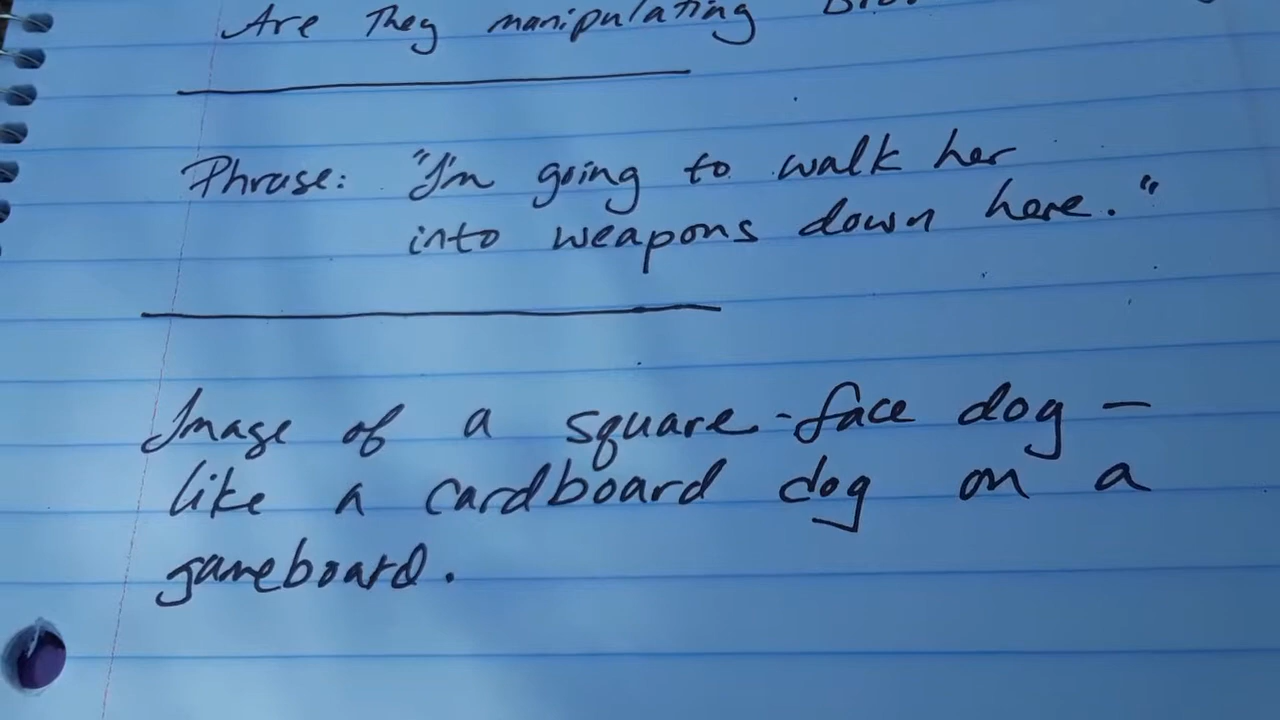 Are They manipulating
Phrase: "I'm going to walk her
into weapons down here."
Image of a square-face dog —
like a cardboard dog on a
gameboard.